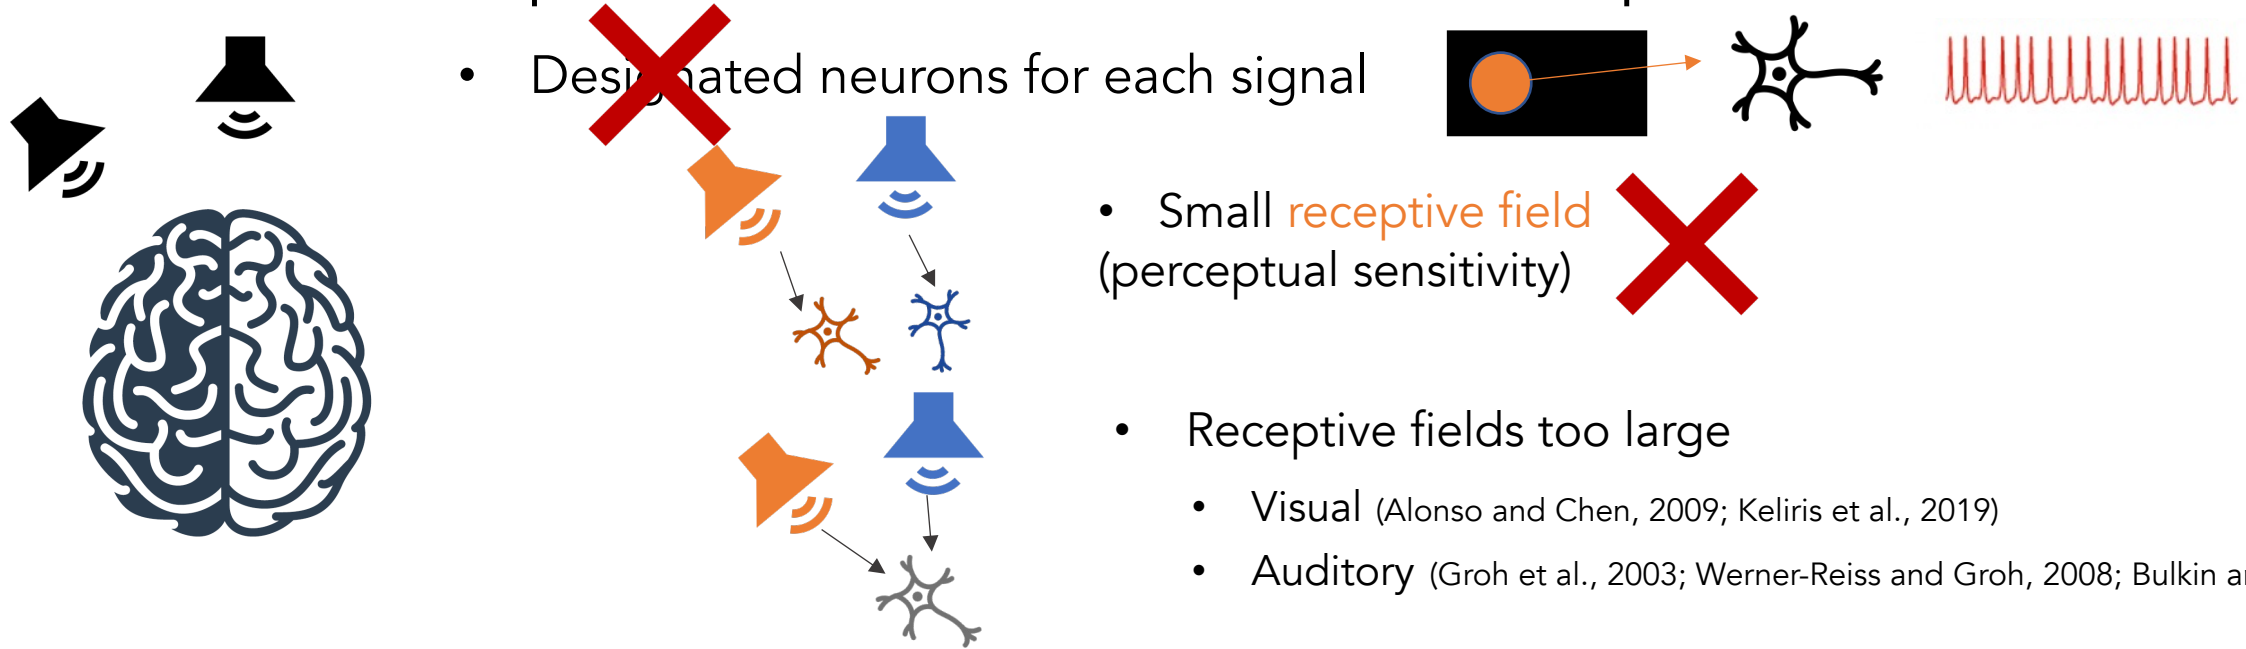 Designated neurons for each signal
Small receptive field
(perceptual sensitivity)
Receptive fields too large
Visual (Alonso and Chen, 2009; Keliris et al., 2019)
Auditory (Groh et al., 2003; Werner-Reiss and Groh, 2008; Bulkin